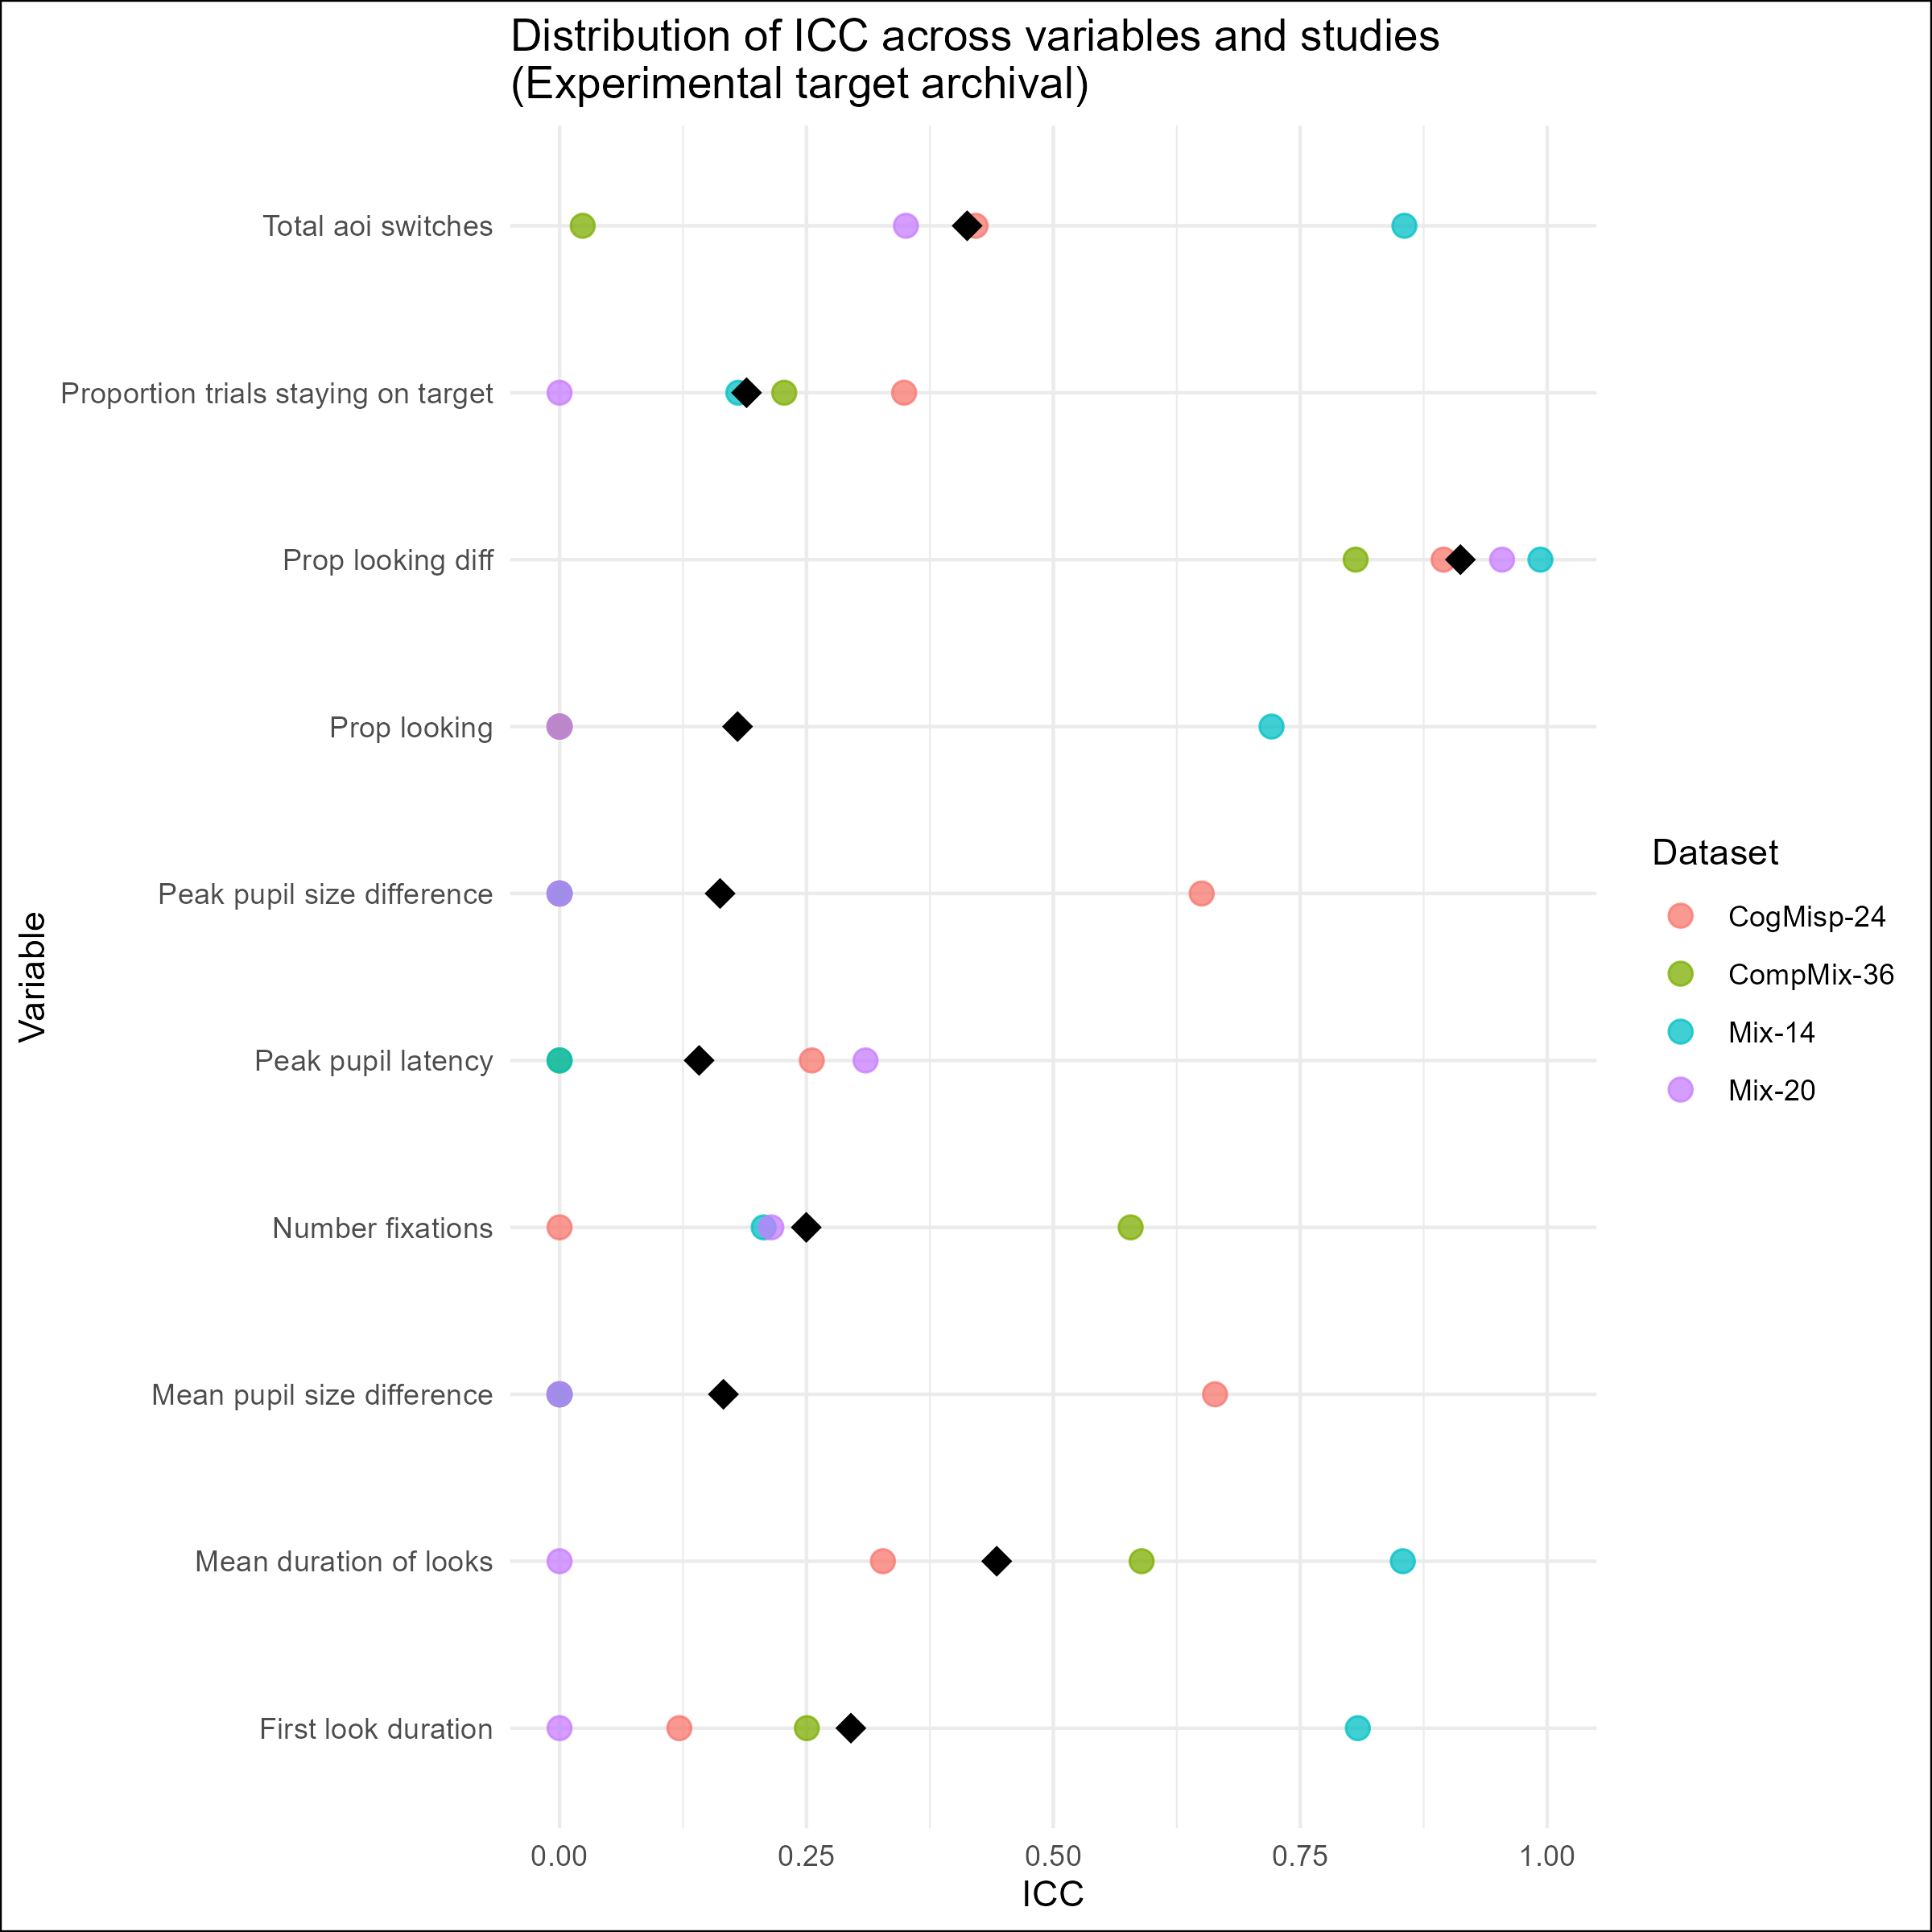 Distribution of ICC across variables and studies
(Experimental target archival)
Variable
Total aoi switches
Proportion trials staying on target
Prop looking diff
Prop looking
Peak pupil size difference
Peak pupil latency
Number fixations
Mean pupil size difference
Mean duration of looks
First look duration
0.00 0.25 0.50 0.75 1.00
ICC
Dataset
CogMisp-24
CompMix-36
Mix-14
Mix-20